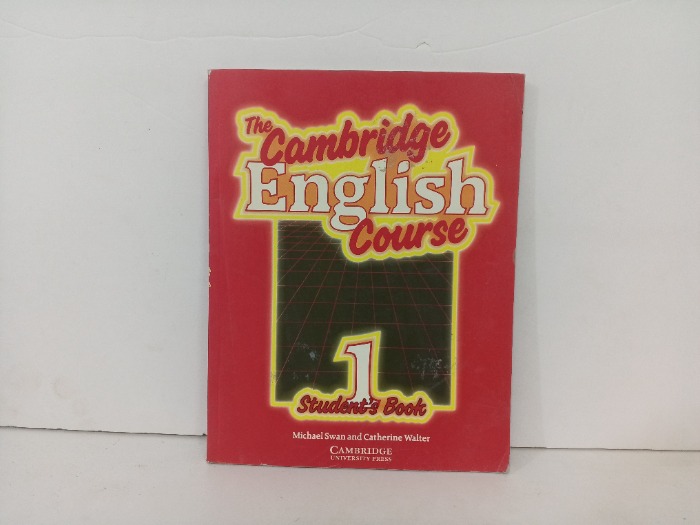 The
Cambridge
English
Course
1
Student's Book
Michael Swan and Catherine Walter
CAMBRIDGE
UNIVERSITY PRESS